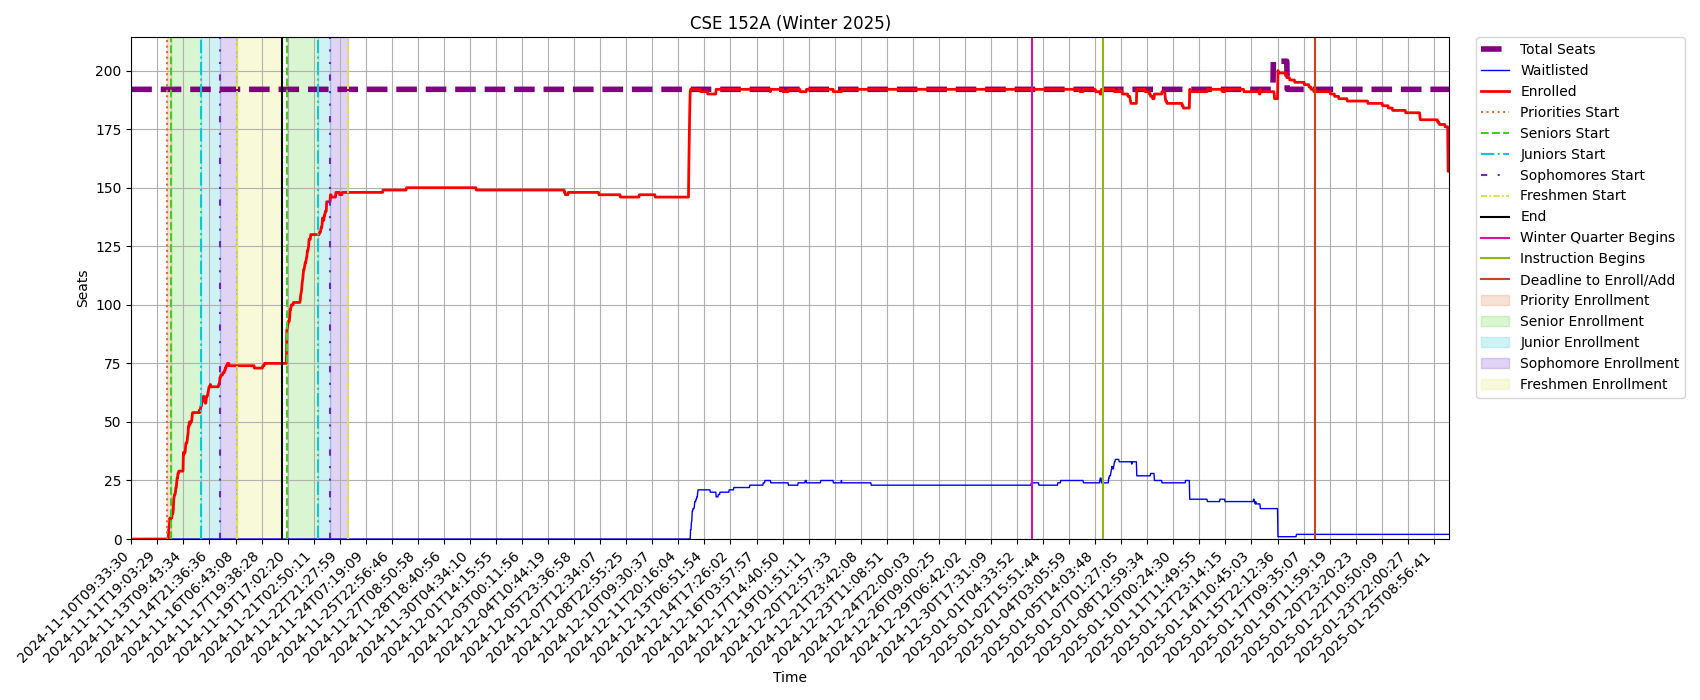 CSE 152A (Winter 2025)
Seats
200
175
150
125
100
75
50
25
0
2024-11-10T09:33:30
2024-11-11T19:03:29
2024-11-13T09:43:34
2024-11-14T21:36:36
2024-11-16T06:43:08
2024-11-17T19:38:28
2024-11-19T17:02:20
2024-11-21T02:50:11
2024-11-22T21:27:59
2024-11-24T07:19:09
2024-11-25T22:56:46
2024-11-27T08:50:58
2024-11-28T18:40:56
2024-11-30T04:34:10
2024-12-01T14:15:55
2024-12-03T00:11:56
2024-12-04T10:44:19
2024-12-05T23:36:58
2024-12-07T12:34:07
2024-12-08T22:55:25
2024-12-10T09:30:37
2024-12-11T20:16:04
2024-12-13T06:51:54
2024-12-14T17:26:02
2024-12-16T03:57:57
2024-12-17T14:40:50
2024-12-19T01:51:11
2024-12-20T12:57:33
2024-12-21T23:42:08
2024-12-23T11:08:51
2024-12-24T22:00:03
2024-12-26T09:00:25
2024-12-29T06:42:02
2024-12-30T17:31:09
2025-01-01T04:33:52
2025-01-02T15:51:44
2025-01-04T03:05:59
2025-01-05T14:03:48
2025-01-07T01:27:05
2025-01-08T12:59:34
2025-01-10T00:24:30
2025-01-11T11:49:55
2025-01-12T23:14:15
2025-01-14T10:45:03
2025-01-15T22:12:36
2025-01-17T09:35:07
2025-01-19T11:59:19
2025-01-20T23:20:23
2025-01-22T10:50:09
2025-01-23T22:00:27
2025-01-25T08:56:41
Time
Total Seats
Waitlisted
Enrolled
Priorities Start
Seniors Start
Juniors Start
Sophomores Start
Freshmen Start
End
Winter Quarter Begins
Instruction Begins
Deadline to Enroll/Add
Priority Enrollment
Senior Enrollment
Junior Enrollment
Sophomore Enrollment
Freshmen Enrollment